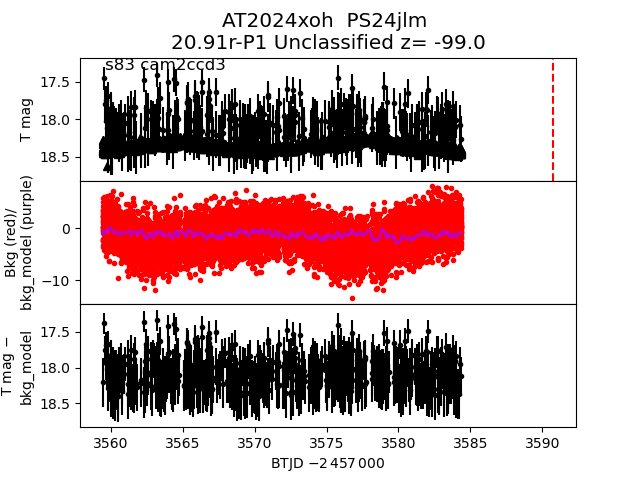 AT2024xoh  PS24jlm
20.91r-P1 Unclassified z= -99.0
s83 cam2ccd3
17.5
18.0
18.5
T mag
0
−10
Bkg (red)/
bkg_model (purple)
17.5
18.0
18.5
T mag −
bkg_model
3560 3565 3570 3575 3580 3585 3590
BTJD −2 457 000